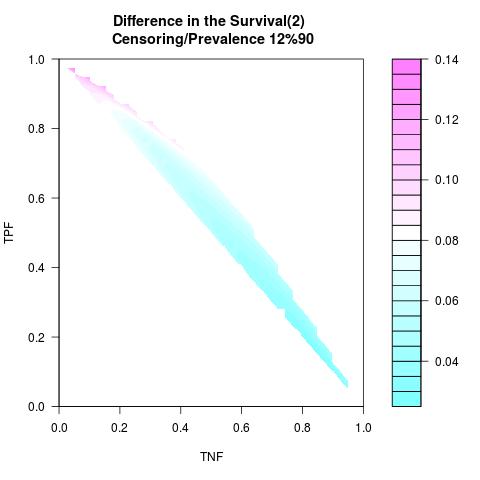 Difference in the Survival(2)
Censoring/Prevalence 12%90
1.0
0.8
0.6
0.4
0.2
0.0
TPF
0.0 0.2 0.4 0.6 0.8 1.0
TNF
0.14
0.12
0.10
0.08
0.06
0.04